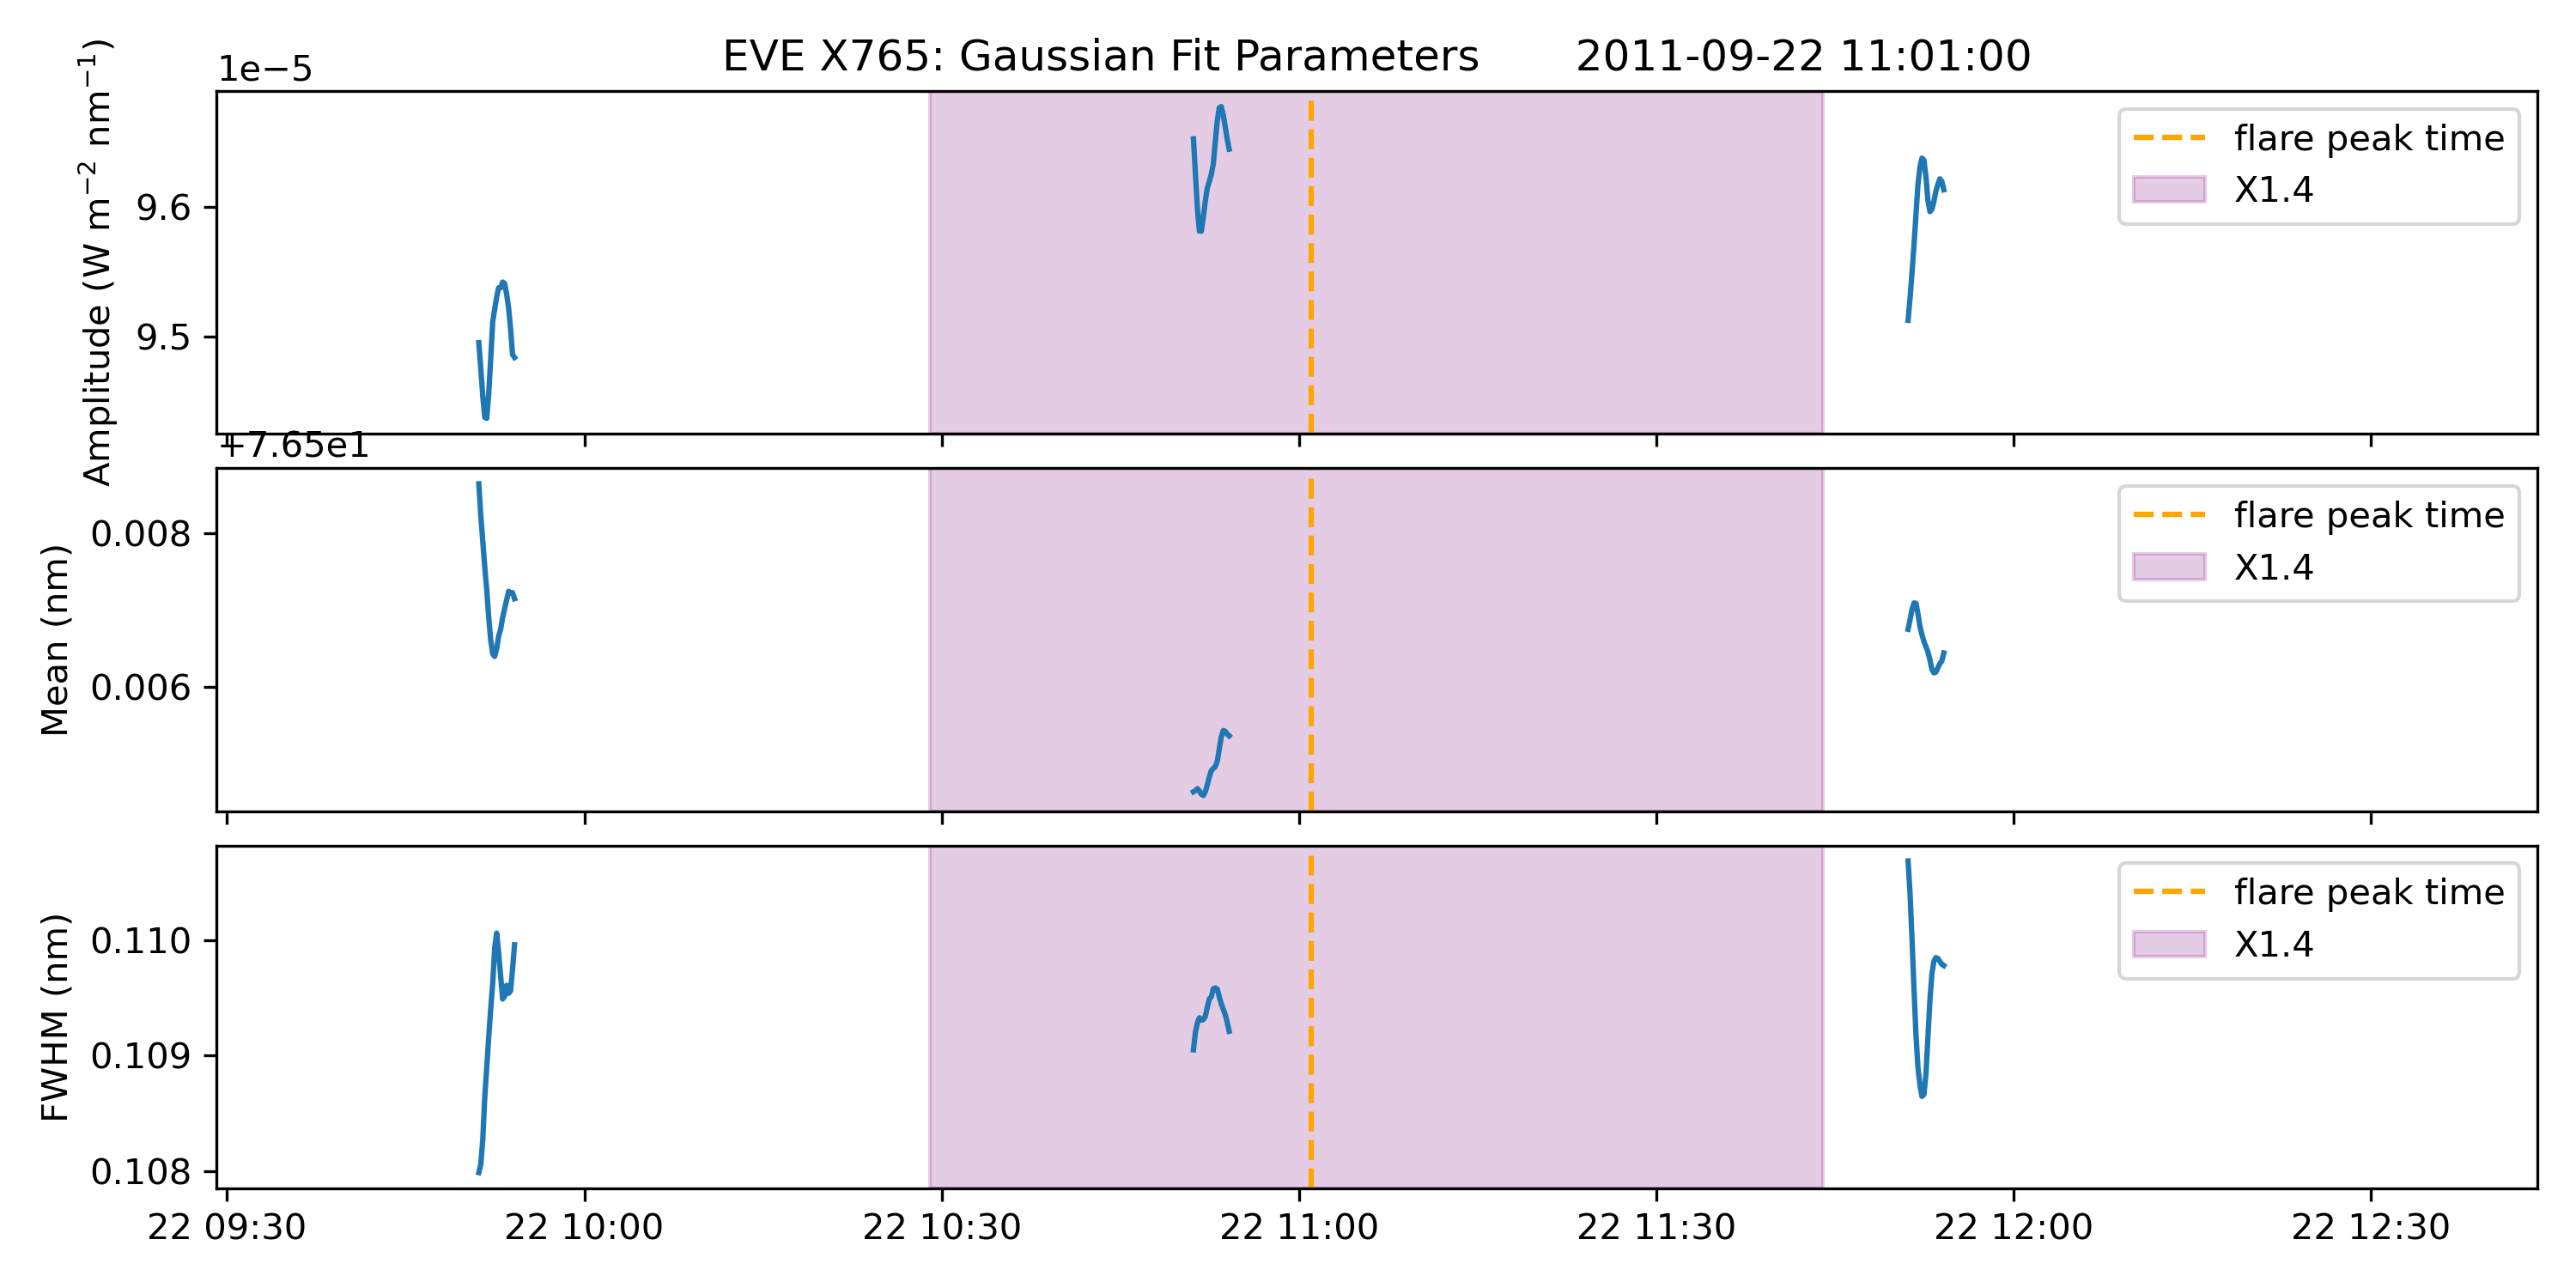 EVE X765: Gaussian Fit Parameters 2011-09-22 11:01:00
1e−5
Amplitude (W m⁻² nm⁻¹)
9.6
9.5
flare peak time
X1.4
+7.65e1
Mean (nm)
0.008
0.006
flare peak time
X1.4
FWHM (nm)
0.110
0.109
0.108
flare peak time
X1.4
22 09:30 22 10:00 22 10:30 22 11:00 22 11:30 22 12:00 22 12:30